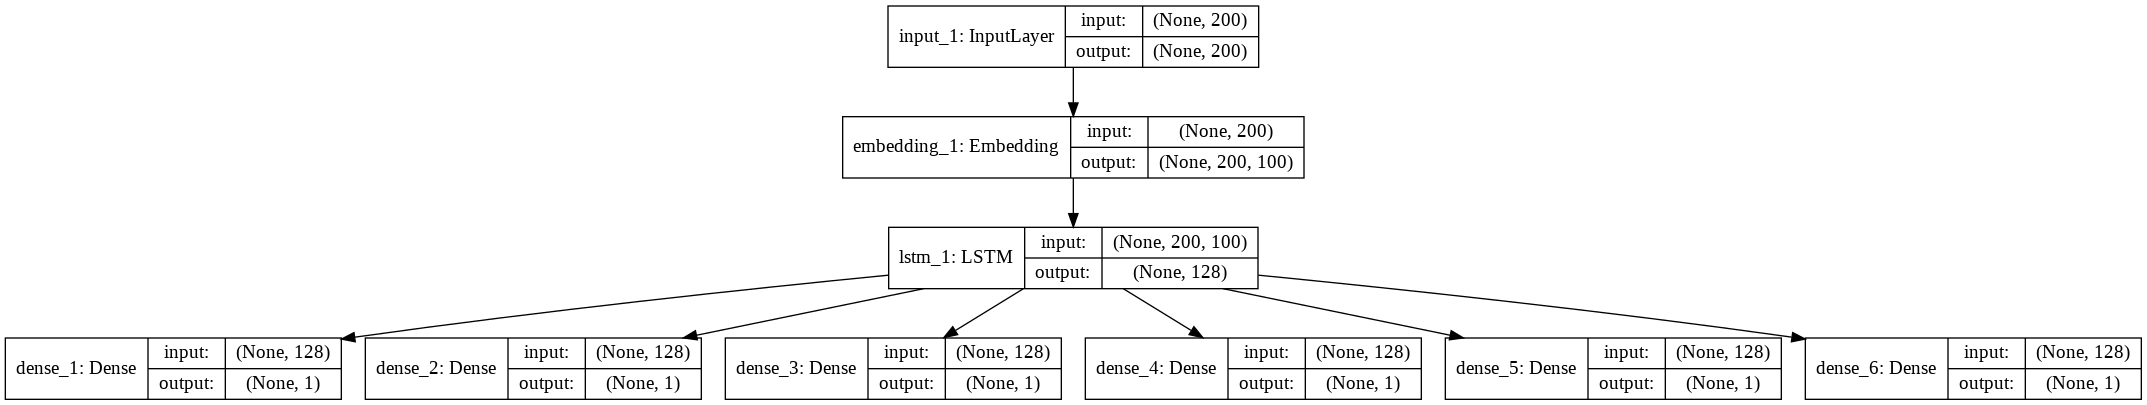 input_1: InputLayer
input: (None, 200)
output: (None, 200)
embedding_1: Embedding
input: (None, 200)
output: (None, 200, 100)
lstm_1: LSTM
input: (None, 200, 100)
output: (None, 128)
dense_1: Dense
input: (None, 128)
output: (None, 1)
dense_2: Dense
input: (None, 128)
output: (None, 1)
dense_3: Dense
input: (None, 128)
output: (None, 1)
dense_4: Dense
input: (None, 128)
output: (None, 1)
dense_5: Dense
input: (None, 128)
output: (None, 1)
dense_6: Dense
input: (None, 128)
output: (None, 1)